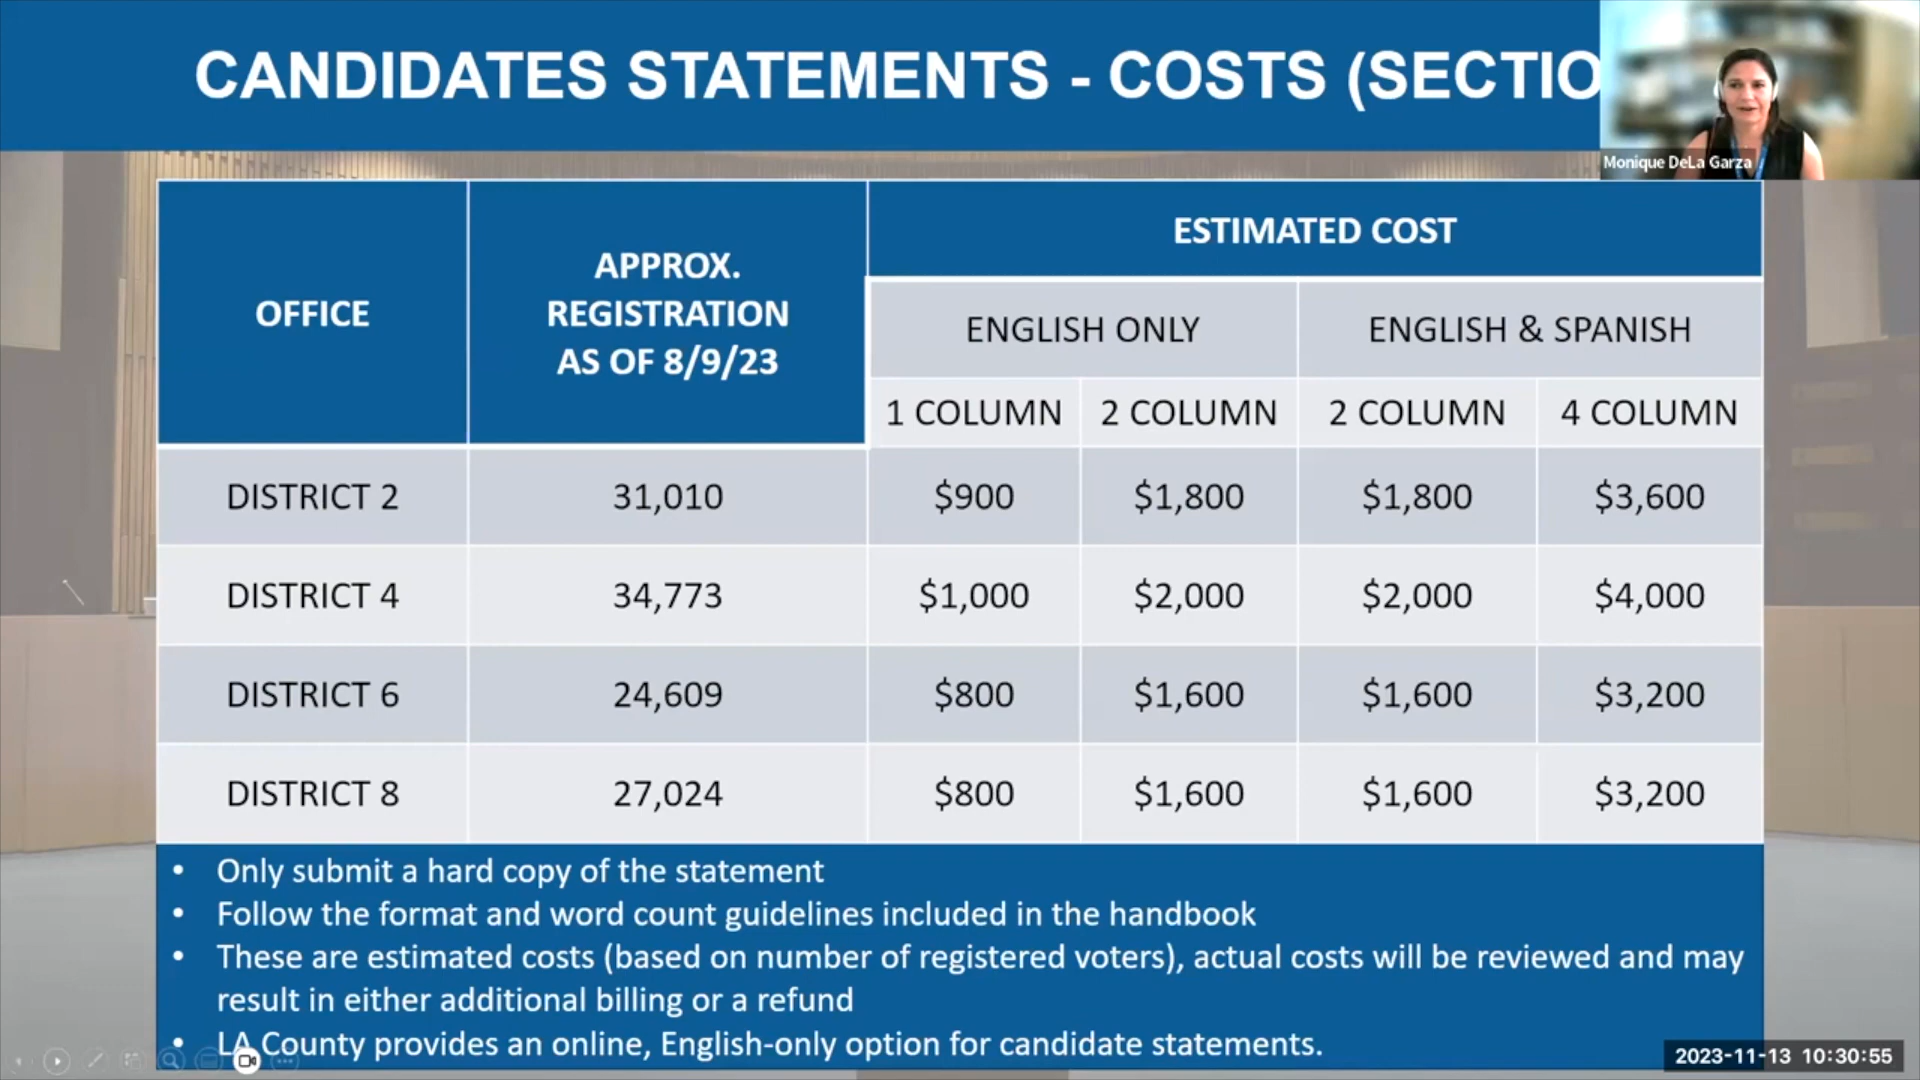 CANDIDATES STATEMENTS - COSTS (SECTIO
Monique DeLa Garza
OFFICE
APPROX.
REGISTRATION
AS OF 8/9/23
ESTIMATED COST
ENGLISH ONLY
ENGLISH & SPANISH
1 COLUMN
2 COLUMN
2 COLUMN
4 COLUMN
DISTRICT 2 31,010 $900 $1,800 $1,800 $3,600
DISTRICT 4 34,773 $1,000 $2,000 $2,000 $4,000
DISTRICT 6 24,609 $800 $1,600 $1,600 $3,200
DISTRICT 8 27,024 $800 $1,600 $1,600 $3,200
• Only submit a hard copy of the statement
• Follow the format and word count guidelines included in the handbook
• These are estimated costs (based on number of registered voters), actual costs will be reviewed and may
result in either additional billing or a refund
• LA County provides an online, English-only option for candidate statements.
2023-11-13 10:30:55